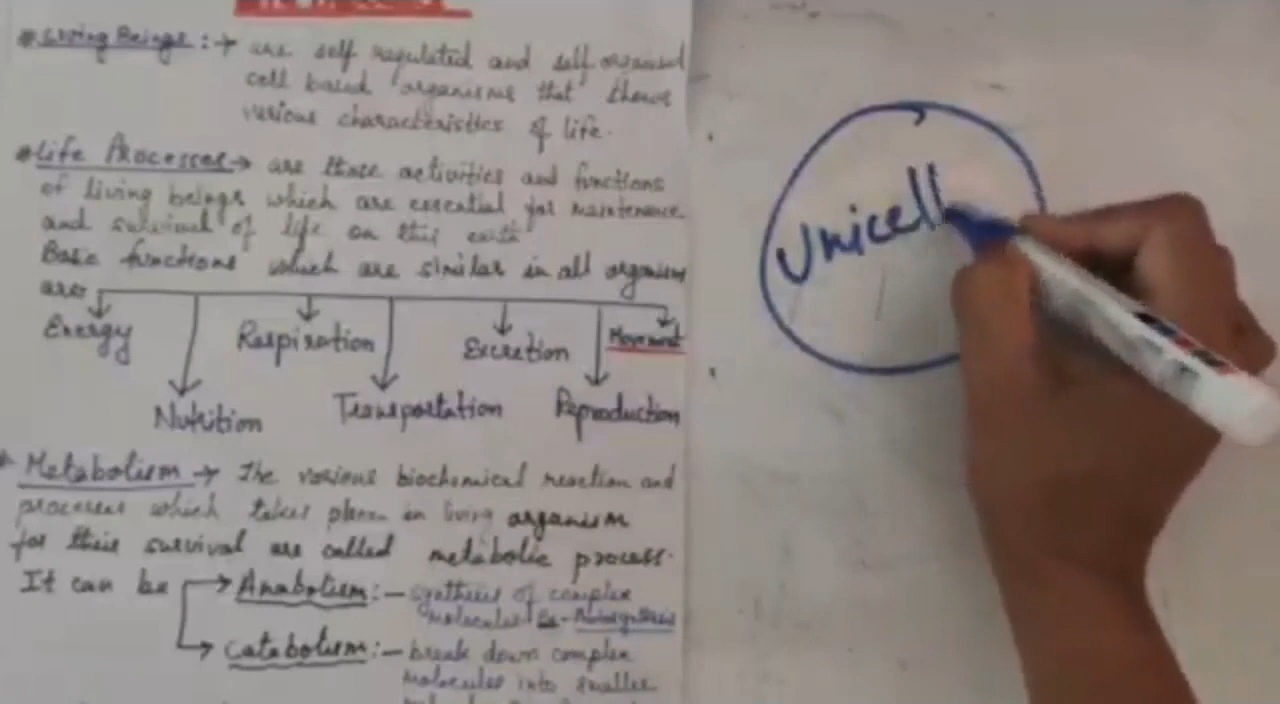 Living Beings :→ are self regulated and self organised
cell based organisms that shows
various characteristics of life.
Life Processes → are those activities and functions
of living beings which are essential for maintenence
and survival of life on this earth
Basic functions which are similar in all organism
are
Energy Respiration Excretion Movement
Nutrition Transportation Reproduction
Metabolism → The various biochemical reaction and
processes which takes place in living organism
for their survival are called metabolic process.
It can be → Anabolism:- synthesis of complex
molecules Ex-
→ Catabolism:- break down complex
molecules into smaller
Unicell